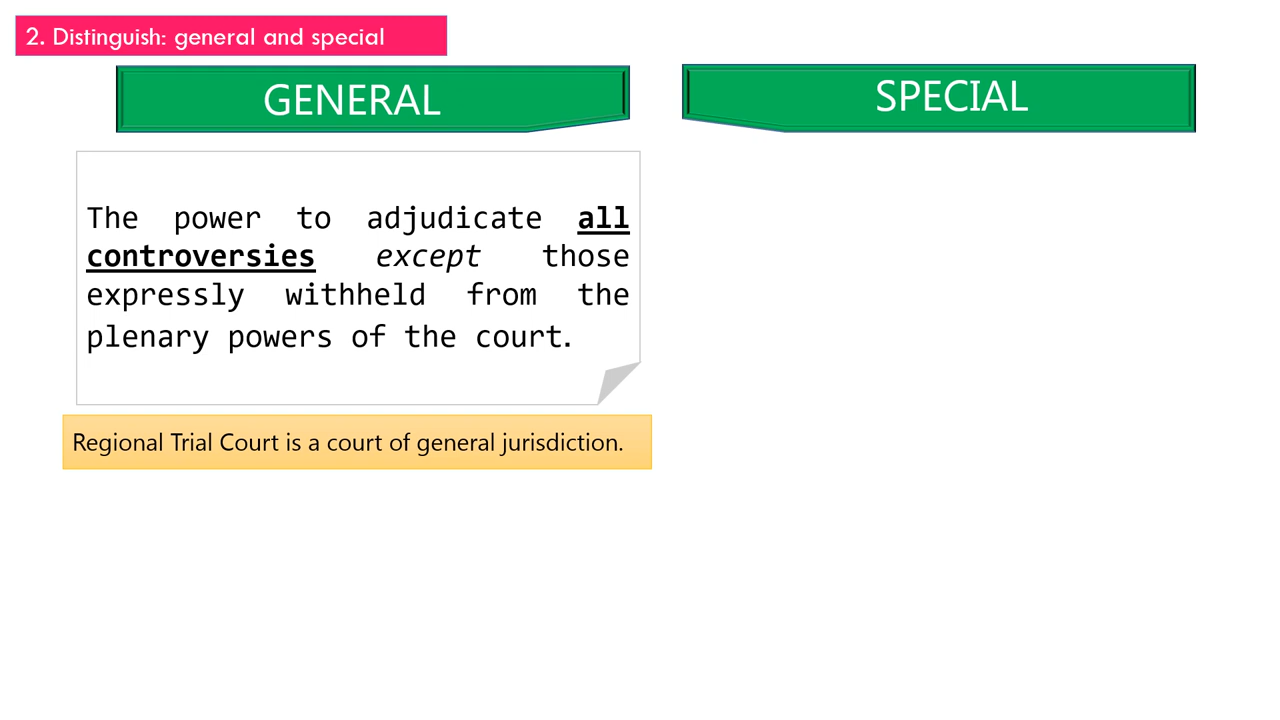 2. Distinguish: general and special
GENERAL
SPECIAL
The power to adjudicate all
controversies except those
expressly withheld from the
plenary powers of the court.
Regional Trial Court is a court of general jurisdiction.